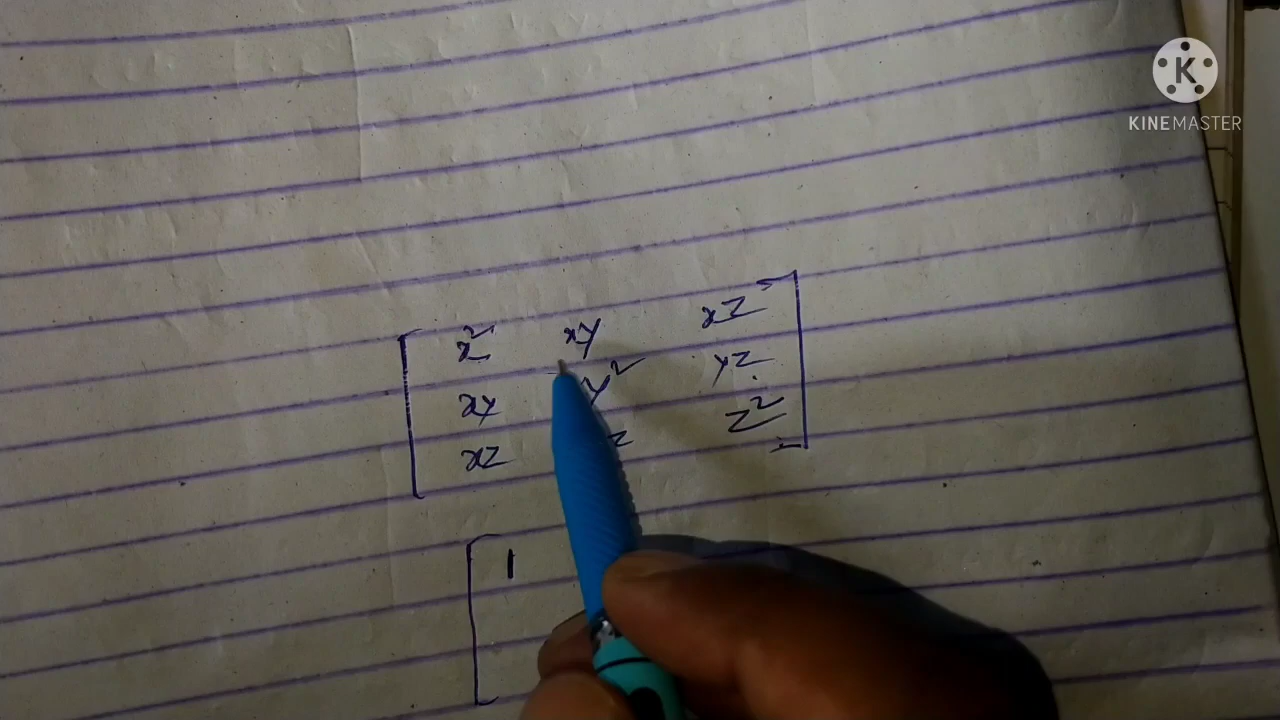 K
KINEMASTER
x² xy xz
xy y² yz
xz z z²
1